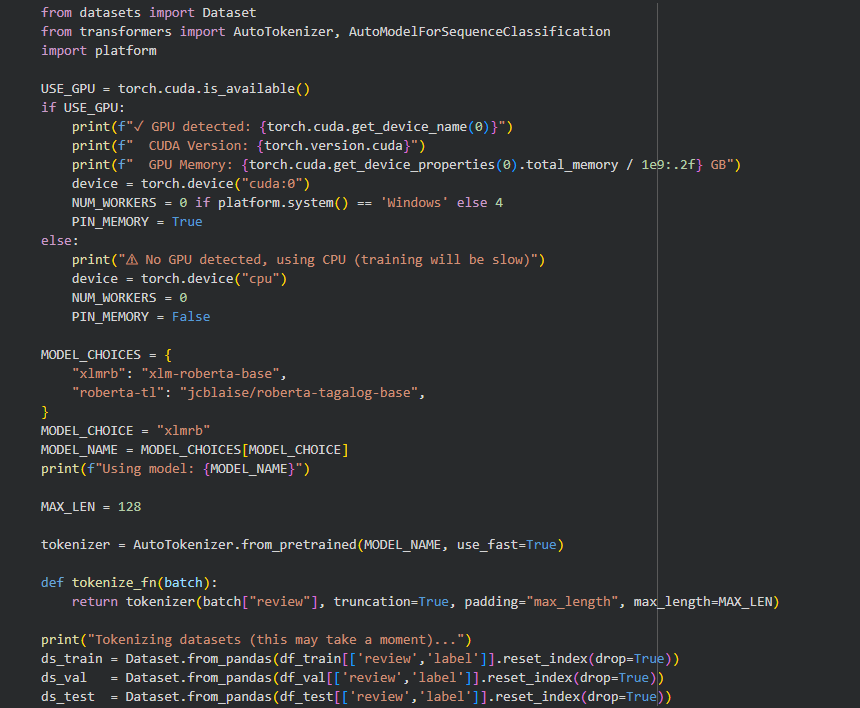 from datasets import Dataset
from transformers import AutoTokenizer, AutoModelForSequenceClassification
import platform

USE_GPU = torch.cuda.is_available()
if USE_GPU:
    print(f"✓ GPU detected: {torch.cuda.get_device_name(0)}")
    print(f"  CUDA Version: {torch.version.cuda}")
    print(f"  GPU Memory: {torch.cuda.get_device_properties(0).total_memory / 1e9:.2f} GB")
    device = torch.device("cuda:0")
    NUM_WORKERS = 0 if platform.system() == 'Windows' else 4
    PIN_MEMORY = True
else:
    print("⚠ No GPU detected, using CPU (training will be slow)")
    device = torch.device("cpu")
    NUM_WORKERS = 0
    PIN_MEMORY = False

MODEL_CHOICES = {
    "xlmrb": "xlm-roberta-base",
    "roberta-tl": "jcblaise/roberta-tagalog-base",
}
MODEL_CHOICE = "xlmrb"
MODEL_NAME = MODEL_CHOICES[MODEL_CHOICE]
print(f"Using model: {MODEL_NAME}")

MAX_LEN = 128

tokenizer = AutoTokenizer.from_pretrained(MODEL_NAME, use_fast=True)

def tokenize_fn(batch):
    return tokenizer(batch["review"], truncation=True, padding="max_length", max_length=MAX_LEN)

print("Tokenizing datasets (this may take a moment)...")
ds_train = Dataset.from_pandas(df_train[['review','label']].reset_index(drop=True))
ds_val   = Dataset.from_pandas(df_val[['review','label']].reset_index(drop=True))
ds_test  = Dataset.from_pandas(df_test[['review','label']].reset_index(drop=True))